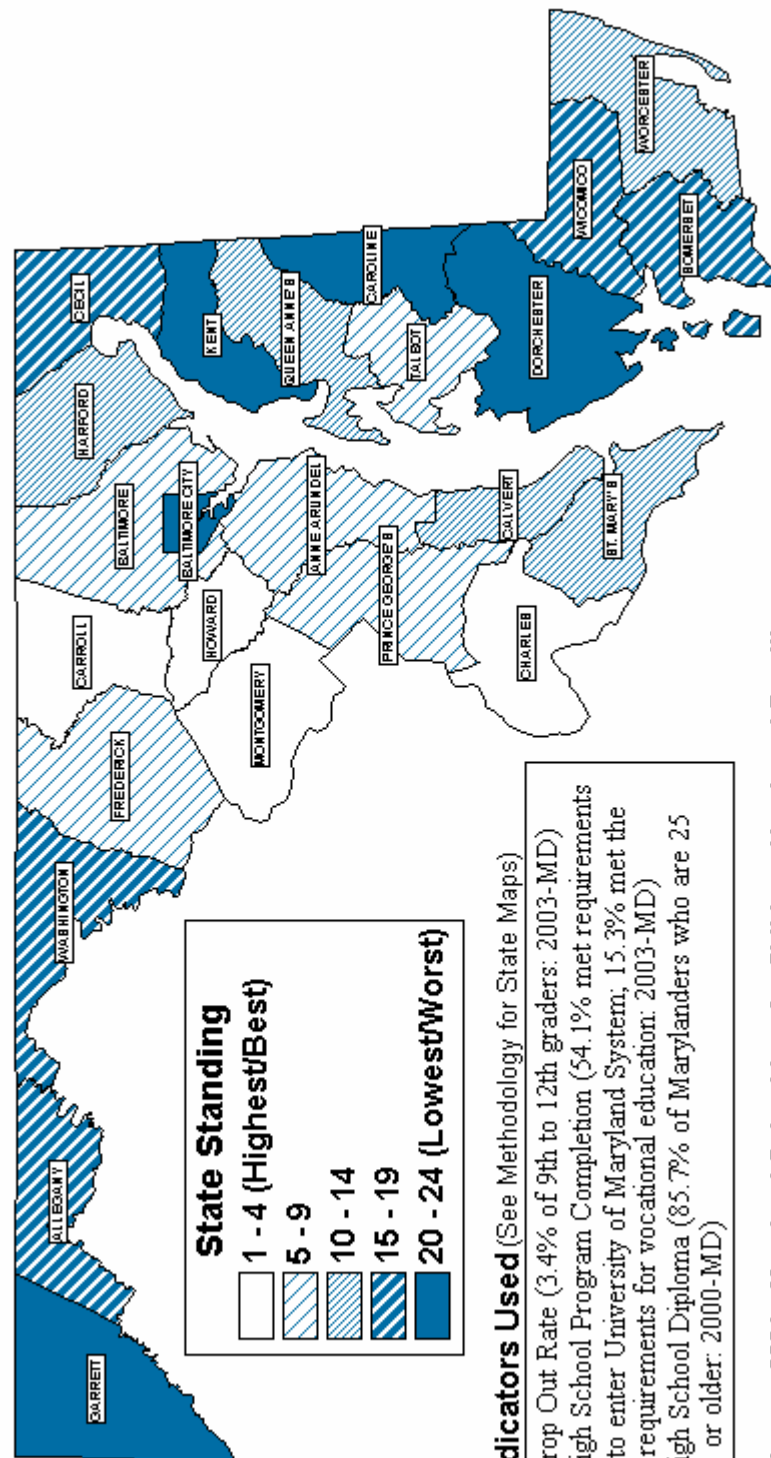 GARRETT
ALLEGANY
WASHINGTON
FREDERICK
CARROLL
BALTIMORE
HARFORD
CECIL
BALTIMORE CITY
HOWARD
MONTGOMERY
KENT
QUEEN ANNE'S
ANNE ARUNDEL
CAROLINE
TALBOT
PRINCE GEORGE'S
CALVERT
CHARLES
ST. MARY'S
DORCHESTER
WICOMICO
WORCESTER
SOMERSET
State Standing
1 - 4 (Highest/Best)
5 - 9
10 - 14
15 - 19
20 - 24 (Lowest/Worst)
dicators Used (See Methodology for State Maps)
rop Out Rate (3.4% of 9th to 12th graders: 2003-MD)
igh School Program Completion (54.1% met requirements
to enter University of Maryland System; 15.3% met the
requirements for vocational education: 2003-MD)
igh School Diploma (85.7% of Marylanders who are 25
or older: 2000-MD)